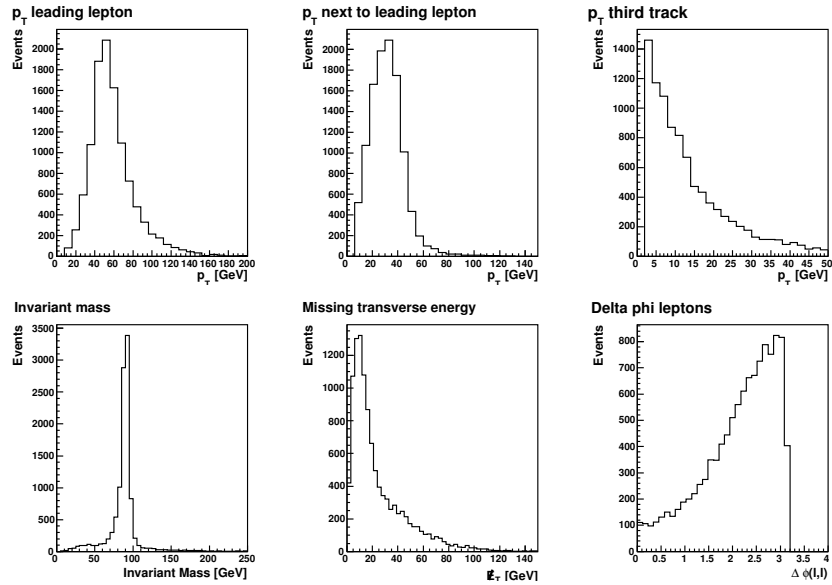 p_T leading lepton
Events
2000
1800
1600
1400
1200
1000
800
600
400
200
0
0 20 40 60 80 100 120 140 160 180 200
p_T [GeV]
p_T next to leading lepton
Events
2000
1800
1600
1400
1200
1000
800
600
400
200
0
0 20 40 60 80 100 120 140
p_T [GeV]
p_T third track
Events
1400
1200
1000
800
600
400
200
0
5 10 15 20 25 30 35 40 45 50
p_T [GeV]
Invariant mass
Events
3500
3000
2500
2000
1500
1000
500
0
0 50 100 150 200 250
Invariant Mass [GeV]
Missing transverse energy
Events
1200
1000
800
600
400
200
0
0 20 40 60 80 100 120 140
E̸_T [GeV]
Delta phi leptons
Events
800
700
600
500
400
300
200
100
0
0 0.5 1 1.5 2 2.5 3 3.5 4
Δ ϕ(l,l)